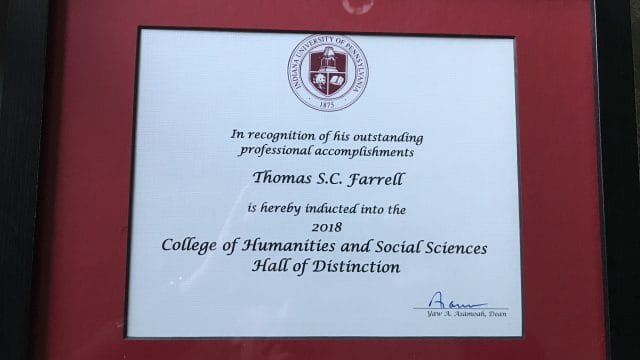 INDIANA UNIVERSITY OF PENNSYLVANIA
1875
In recognition of his outstanding
professional accomplishments
Thomas S.C. Farrell
is hereby inducted into the
2018
College of Humanities and Social Sciences
Hall of Distinction
Yaw A. Asamoah, Dean